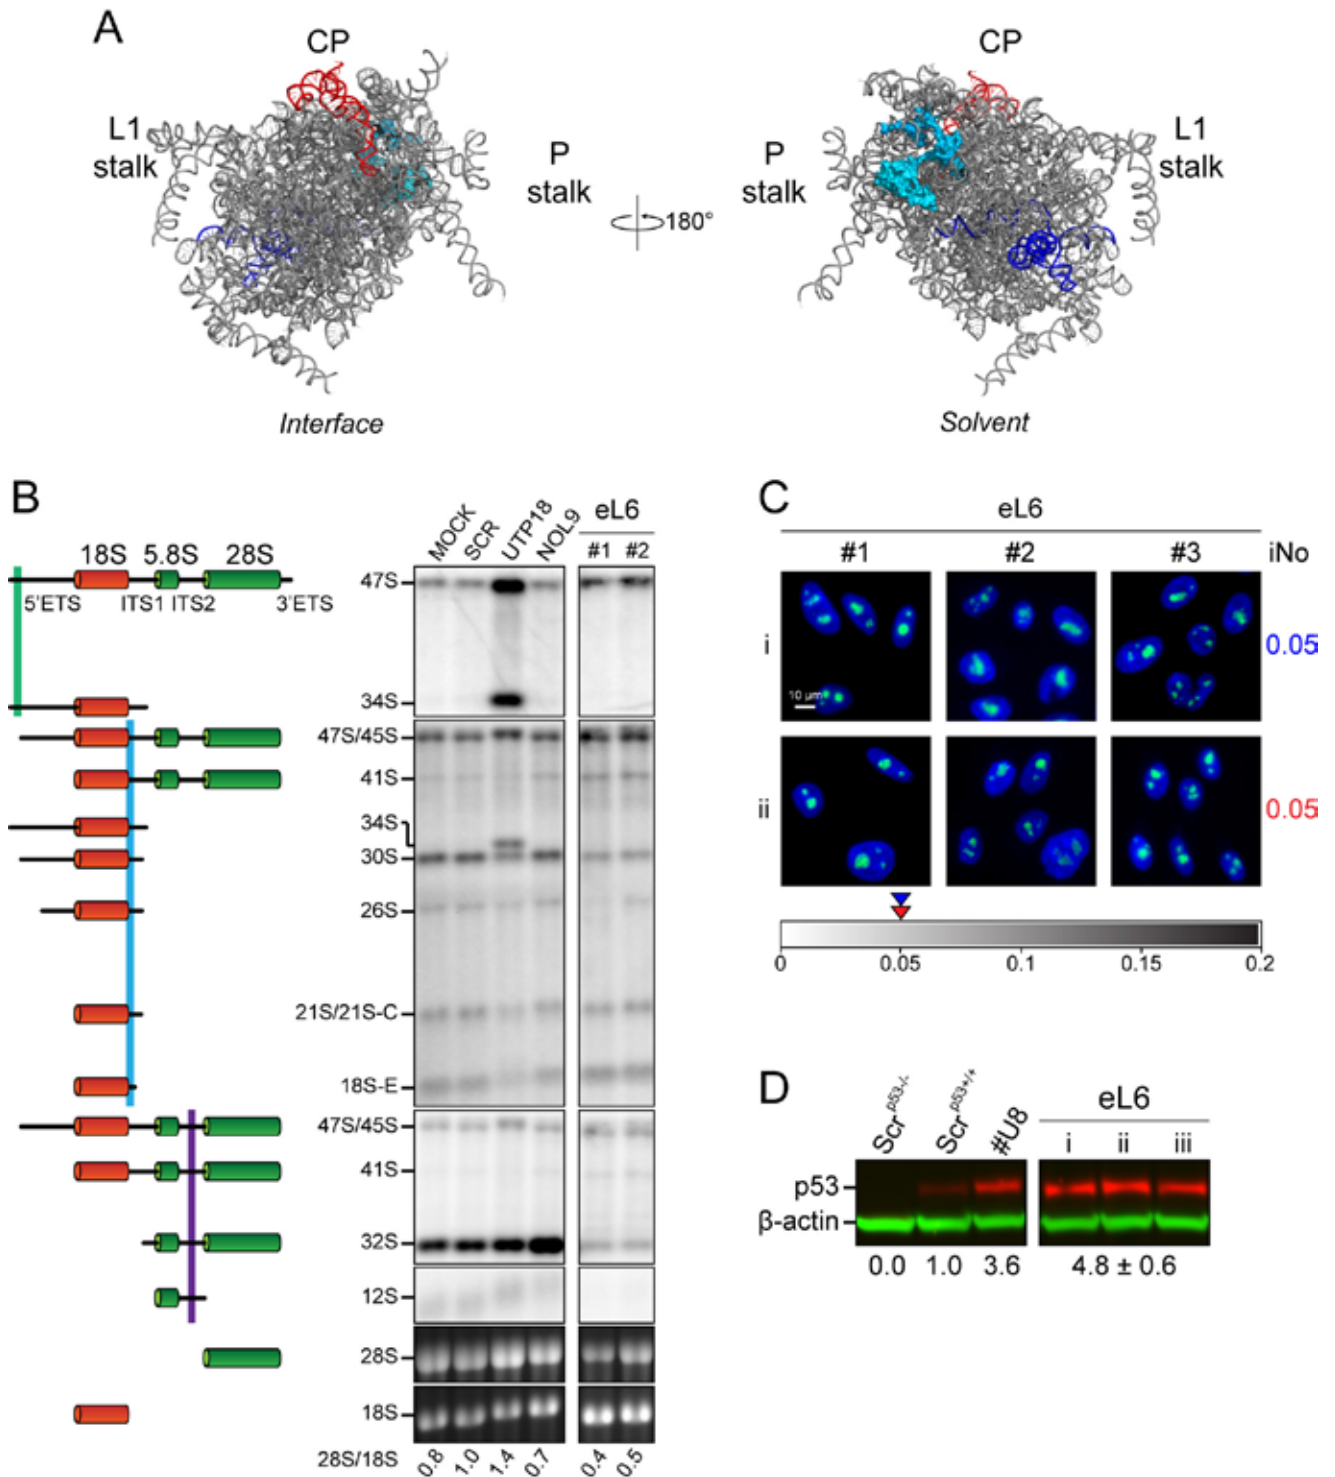 A
CP
L1
stalk
P
stalk
180°
CP
P
stalk
L1
stalk
Interface
Solvent
B
18S 5.8S 28S
5'ETS ITS1 ITS2 3'ETS
MOCK SCR UTP18 NOL9
eL6
#1 #2
47S
34S
47S/45S
41S
34S
30S
26S
21S/21S-C
18S-E
47S/45S
41S
32S
12S
28S
18S
28S/18S 0.8 1.0 1.4 0.7 0.4 0.5
C
eL6
#1 #2 #3 iNo
i 0.05
10 µm
ii 0.05
0 0.05 0.1 0.15 0.2
D
Scr p53-/- Scr p53+/+ #U8
eL6
i ii iii
p53
β-actin
0.0 1.0 3.6 4.8 ± 0.6